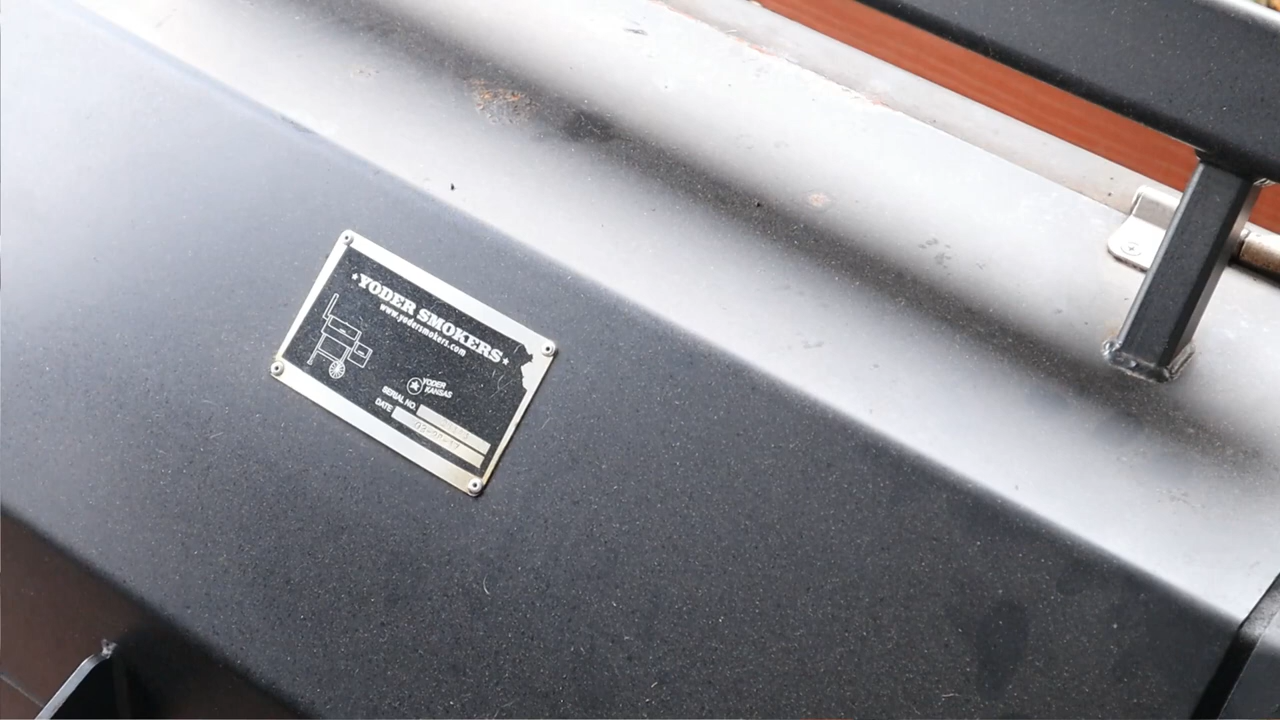 YODER SMOKERS
www.yodersmokers.com
YODER
KANSAS
SERIAL NO.
DATE